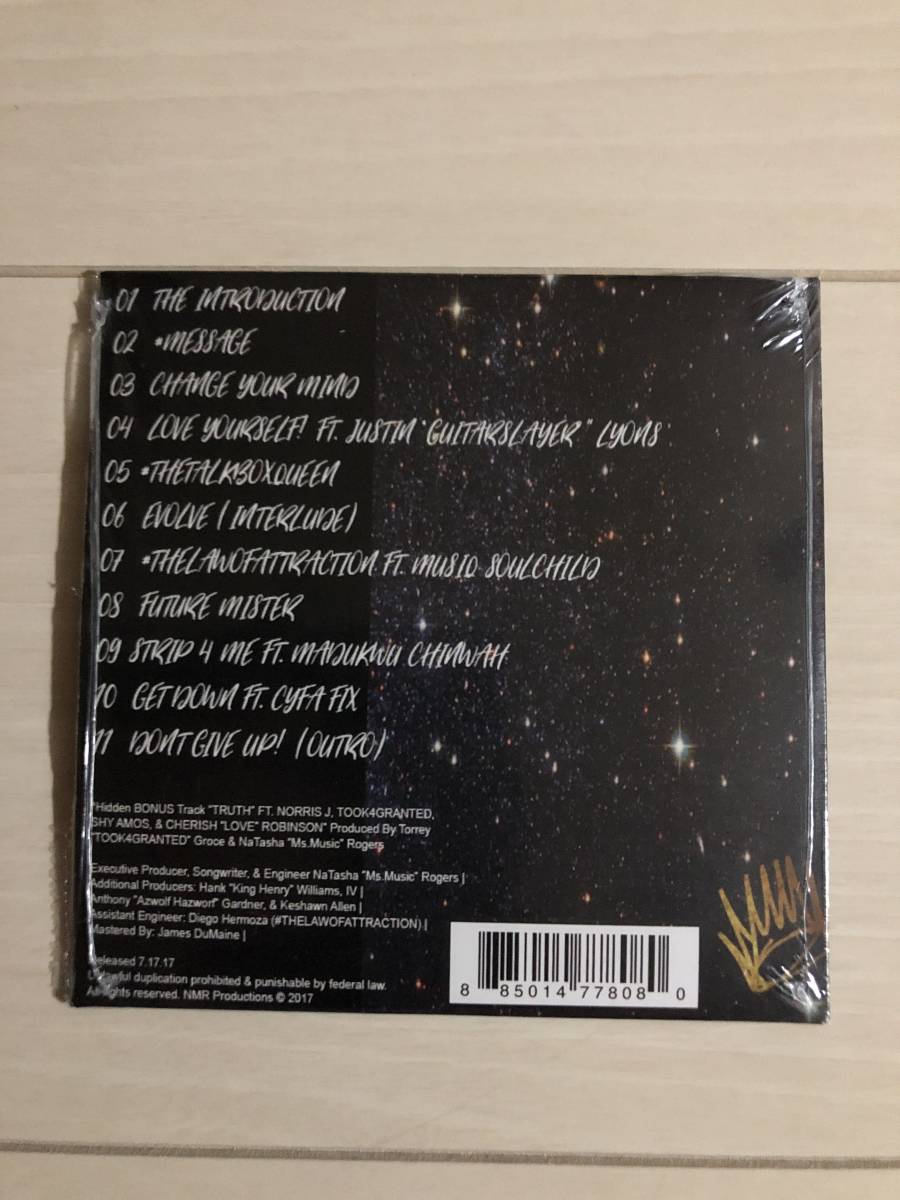 01 THE INTRODUCTION
02 #MESSAGE
03 CHANGE YOUR MIND
04 LOVE YOURSELF! FT. JUSTIN "GUITARSLAYER" LYONS
05 #THETALKBOXQUEEN
06 EVOLVE (INTERLUDE)
07 #THELAWOFATTRACTION FT. MUSIQ SOULCHILD
08 FUTURE MISTER
09 STRIP 4 ME FT. MADUKWU CHINWAH
10 GET DOWN FT. CYFA FIX
11 DONT GIVE UP! (OUTRO)
*Hidden BONUS Track "TRUTH" FT. NORRIS J, TOOK4GRANTED,
SHY AMOS, & CHERISH "LOVE" ROBINSON" Produced By Torrey
"TOOK4GRANTED" Groce & NaTasha "Ms.Music" Rogers
Executive Producer, Songwriter, & Engineer NaTasha "Ms.Music" Rogers |
Additional Producers: Hank "King Henry" Williams, IV |
Anthony "Azwolf Hazworf" Gardner, & Keshawn Allen |
Assistant Engineer: Diego Hermoza (#THELAWOFATTRACTION) |
Mastered By: James DuMaine |
Released 7.17.17
Unlawful duplication prohibited & punishable by federal law.
All rights reserved. NMR Productions © 2017
8 85014 77808 0